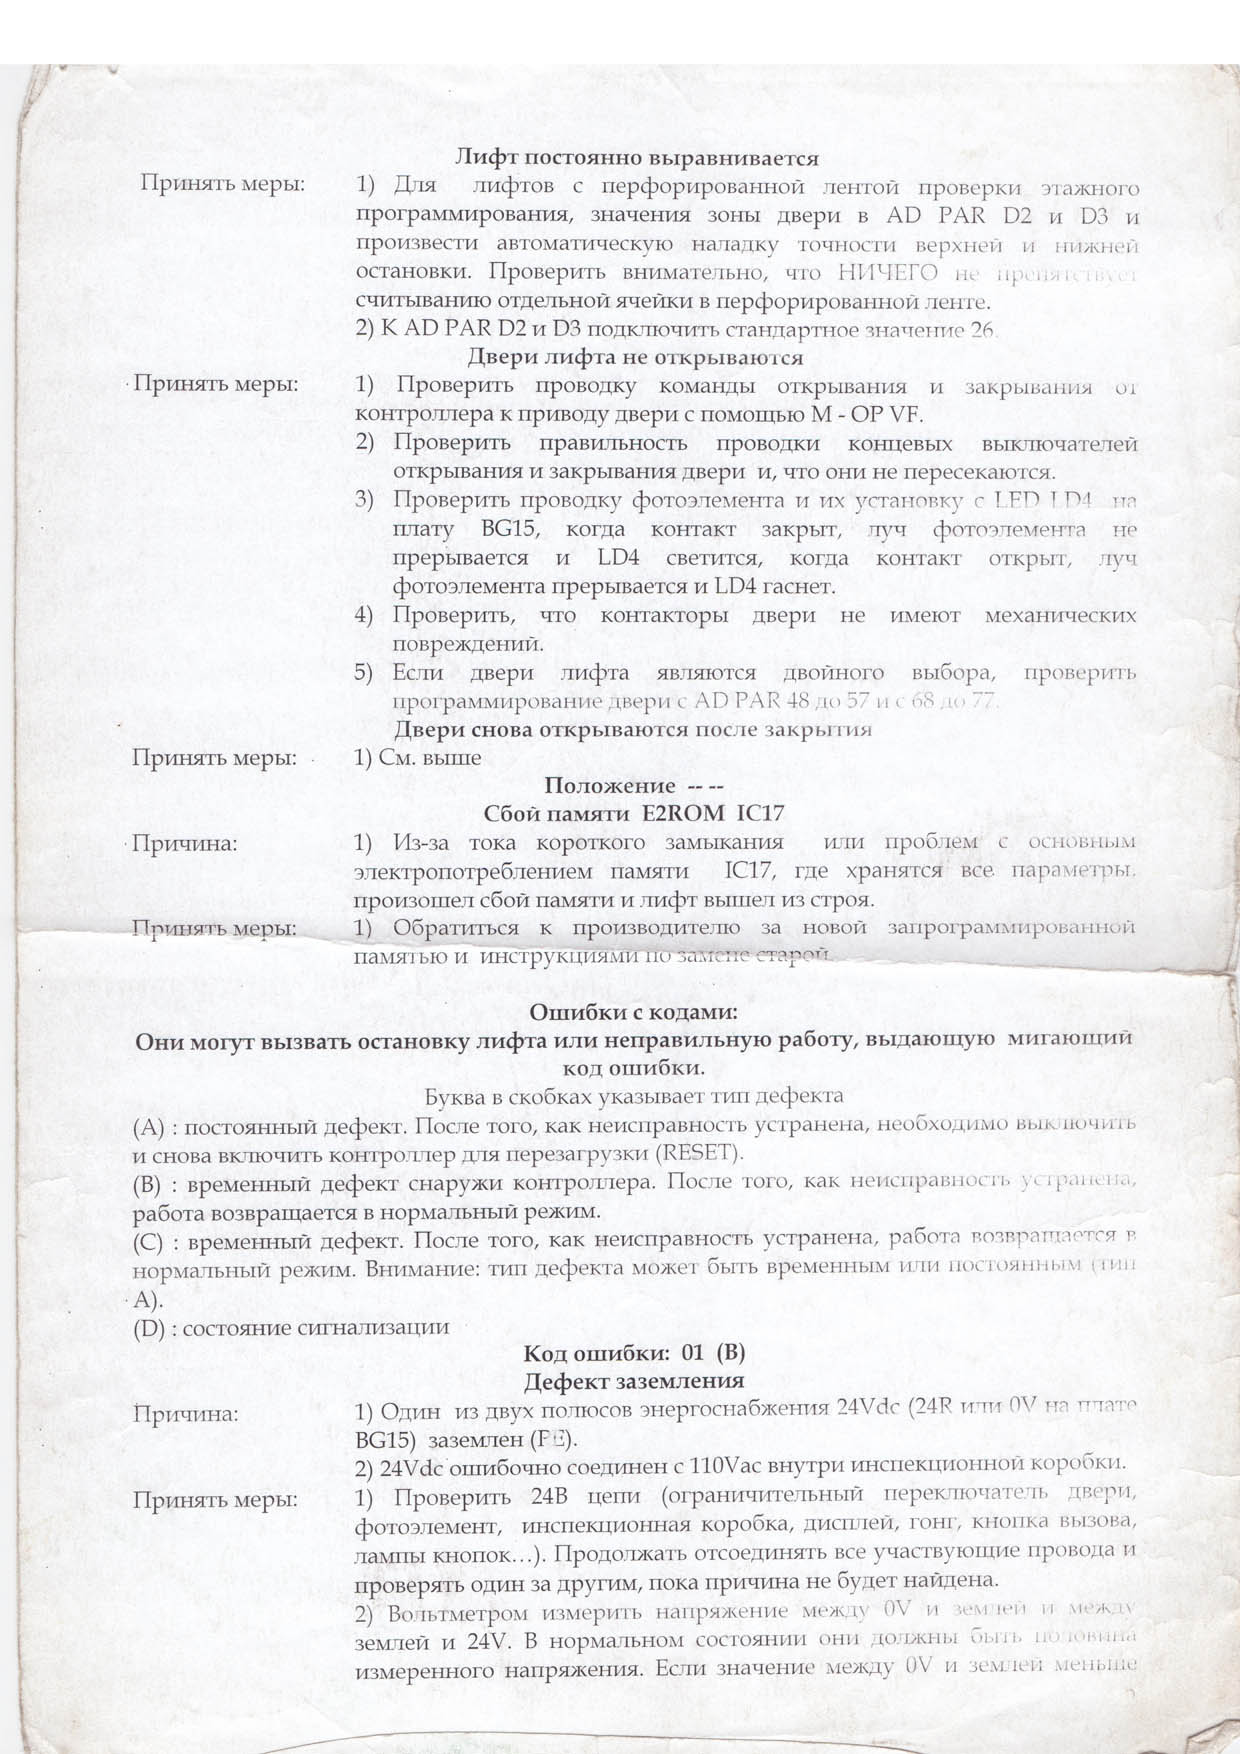 Лифт постоянно выравнивается
Принять меры: 1) Для лифтов с перфорированной лентой проверки этажного
программирования, значения зоны двери в AD PAR D2 и D3 и
произвести автоматическую наладку точности верхней и нижней
остановки. Проверить внимательно, что НИЧЕГО не препятствует
считыванию отдельной ячейки в перфорированной ленте.
2) К AD PAR D2 и D3 подключить стандартное значение 26.
Двери лифта не открываются
Принять меры: 1) Проверить проводку команды открывания и закрывания от
контроллера к приводу двери с помощью M - OP VF.
2) Проверить правильность проводки концевых выключателей
открывания и закрывания двери и, что они не пересекаются.
3) Проверить проводку фотоэлемента и их установку с LED LD4 на
плату BG15, когда контакт закрыт, луч фотоэлемента не
прерывается и LD4 светится, когда контакт открыт, луч
фотоэлемента прерывается и LD4 гаснет.
4) Проверить, что контакторы двери не имеют механических
повреждений.
5) Если двери лифта являются двойного выбора, проверить
программирование двери с AD PAR 48 до 57 и с 68 до 77.
Двери снова открываются после закрытия
Принять меры: 1) См. выше
Положение -- --
Сбой памяти E2ROM IC17
Причина: 1) Из-за тока короткого замыкания или проблем с основным
электропотреблением памяти IC17, где хранятся все параметры,
произошел сбой памяти и лифт вышел из строя.
Принять меры: 1) Обратиться к производителю за новой запрограммированной
памятью и инструкциями по замене старой.
Ошибки с кодами:
Они могут вызвать остановку лифта или неправильную работу, выдающую мигающий
код ошибки.
Буква в скобках указывает тип дефекта
(A) : постоянный дефект. После того, как неисправность устранена, необходимо выключить
и снова включить контроллер для перезагрузки (RESET).
(B) : временный дефект снаружи контроллера. После того, как неисправность устранена,
работа возвращается в нормальный режим.
(C) : временный дефект. После того, как неисправность устранена, работа возвращается в
нормальный режим. Внимание: тип дефекта может быть временным или постоянным (тип
A).
(D) : состояние сигнализации
Код ошибки: 01 (B)
Дефект заземления
Причина: 1) Один из двух полюсов энергоснабжения 24Vdc (24R или 0V на плате
BG15) заземлен (PE).
2) 24Vdc ошибочно соединен с 110Vac внутри инспекционной коробки.
Принять меры: 1) Проверить 24В цепи (ограничительный переключатель двери,
фотоэлемент, инспекционная коробка, дисплей, гонг, кнопка вызова,
лампы кнопок…). Продолжать отсоединять все участвующие провода и
проверять один за другим, пока причина не будет найдена.
2) Вольтметром измерить напряжение между 0V и землей и между
землей и 24V. В нормальном состоянии они должны быть половина
измеренного напряжения. Если значение между 0V и землей меньше